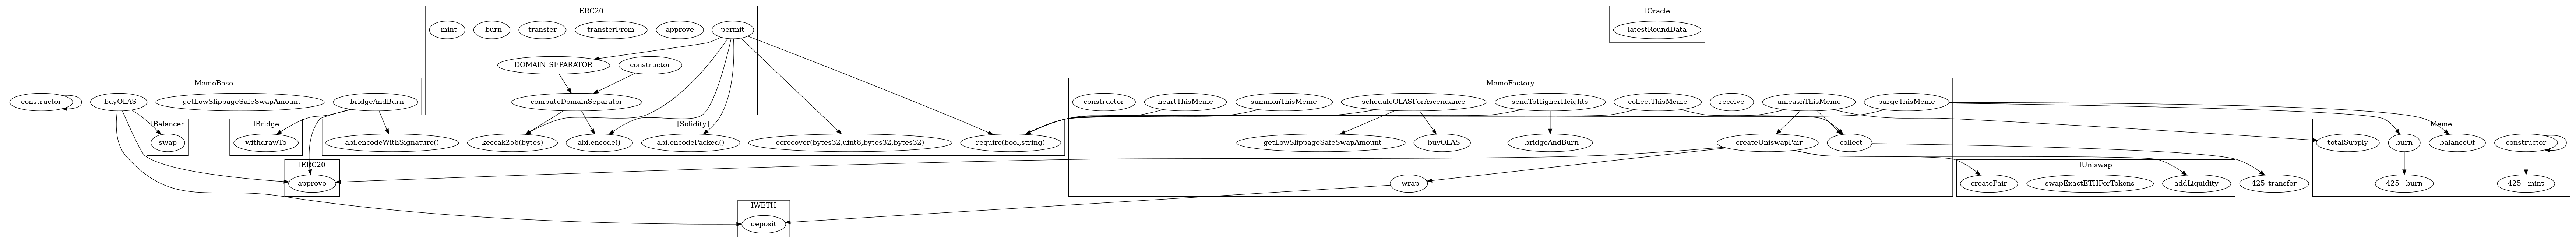 ERC20
_mint
_burn
transfer
transferFrom
approve
permit
DOMAIN_SEPARATOR
constructor
computeDomainSeparator
IOracle
latestRoundData
MemeBase
constructor
_buyOLAS
_getLowSlippageSafeSwapAmount
_bridgeAndBurn
IBalancer
swap
IBridge
withdrawTo
[Solidity]
abi.encodeWithSignature()
keccak256(bytes)
abi.encode()
abi.encodePacked()
ecrecover(bytes32,uint8,bytes32,bytes32)
require(bool,string)
MemeFactory
constructor
heartThisMeme
summonThisMeme
scheduleOLASForAscendance
sendToHigherHeights
collectThisMeme
receive
unleashThisMeme
purgeThisMeme
_getLowSlippageSafeSwapAmount
_buyOLAS
_bridgeAndBurn
_createUniswapPair
_collect
_wrap
Meme
totalSupply
burn
balanceOf
constructor
425__burn
425__mint
IERC20
approve
IUniswap
createPair
swapExactETHForTokens
addLiquidity
425_transfer
IWETH
deposit